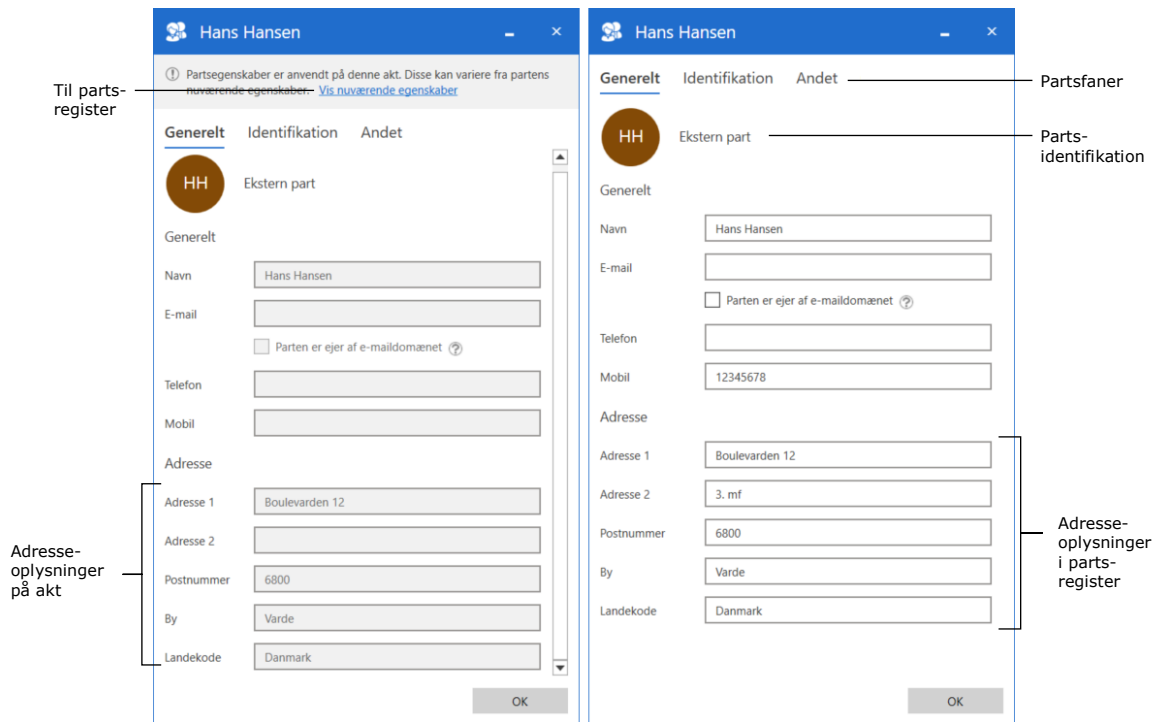 Hans Hansen
Partsegenskaber er anvendt på denne akt. Disse kan variere fra partens
nuværende egenskaber. Vis nuværende egenskaber
Til parts-
register
Generelt Identifikation Andet
HH Ekstern part
Generelt
Navn Hans Hansen
E-mail
Parten er ejer af e-maildomænet ?
Telefon
Mobil
Adresse
Adresse 1 Boulevarden 12
Adresse 2
Postnummer 6800
By Varde
Landekode Danmark
OK
Adresse-
oplysninger
på akt
Hans Hansen
Generelt Identifikation Andet
Partsfaner
HH Ekstern part
Parts-
identifikation
Generelt
Navn Hans Hansen
E-mail
Parten er ejer af e-maildomænet ?
Telefon
Mobil 12345678
Adresse
Adresse 1 Boulevarden 12
Adresse 2 3. mf
Postnummer 6800
By Varde
Landekode Danmark
Adresse-
oplysninger
i parts-
register
OK